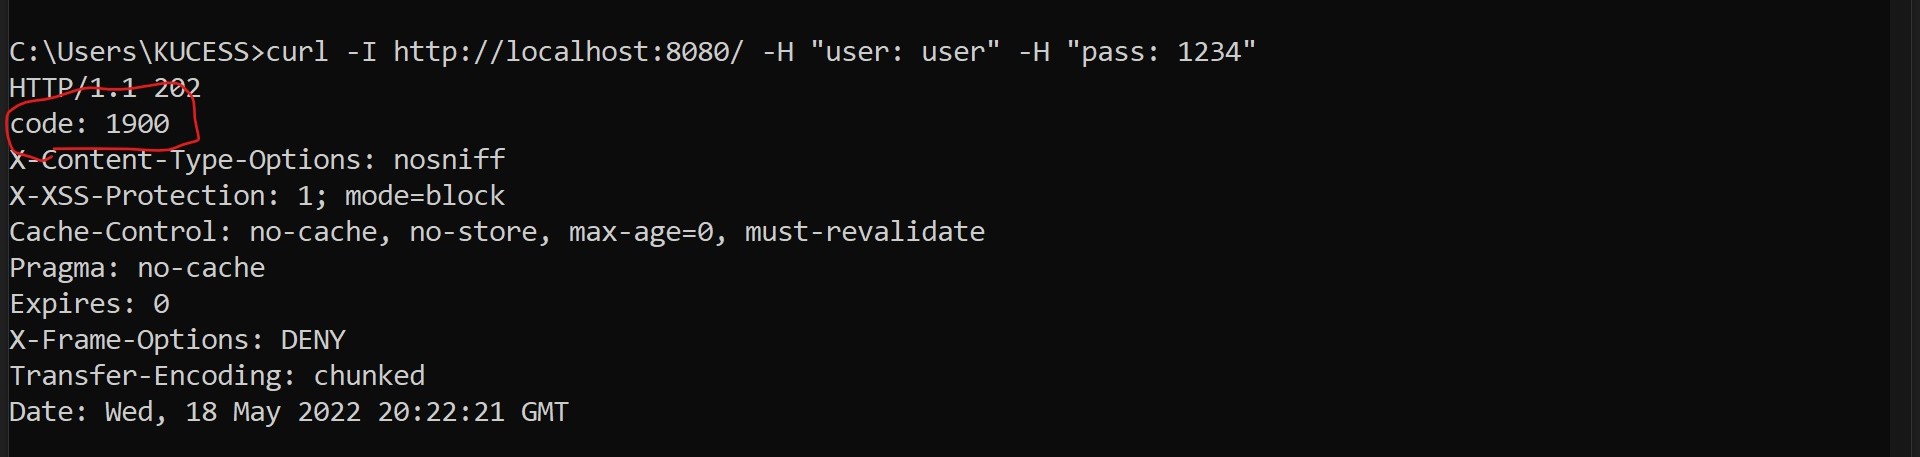 C:\Users\KUCESS>curl -I http://localhost:8080/ -H "user: user" -H "pass: 1234"
HTTP/1.1 202
code: 1900
X-Content-Type-Options: nosniff
X-XSS-Protection: 1; mode=block
Cache-Control: no-cache, no-store, max-age=0, must-revalidate
Pragma: no-cache
Expires: 0
X-Frame-Options: DENY
Transfer-Encoding: chunked
Date: Wed, 18 May 2022 20:22:21 GMT